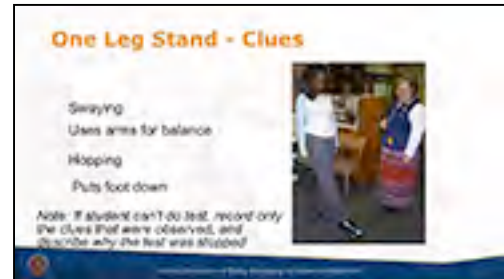 One Leg Stand - Clues
Swaying
Uses arms for balance
Hopping
Puts foot down
Note: If student can't do test, record only
the clues that were observed, and
describe why the test was stopped